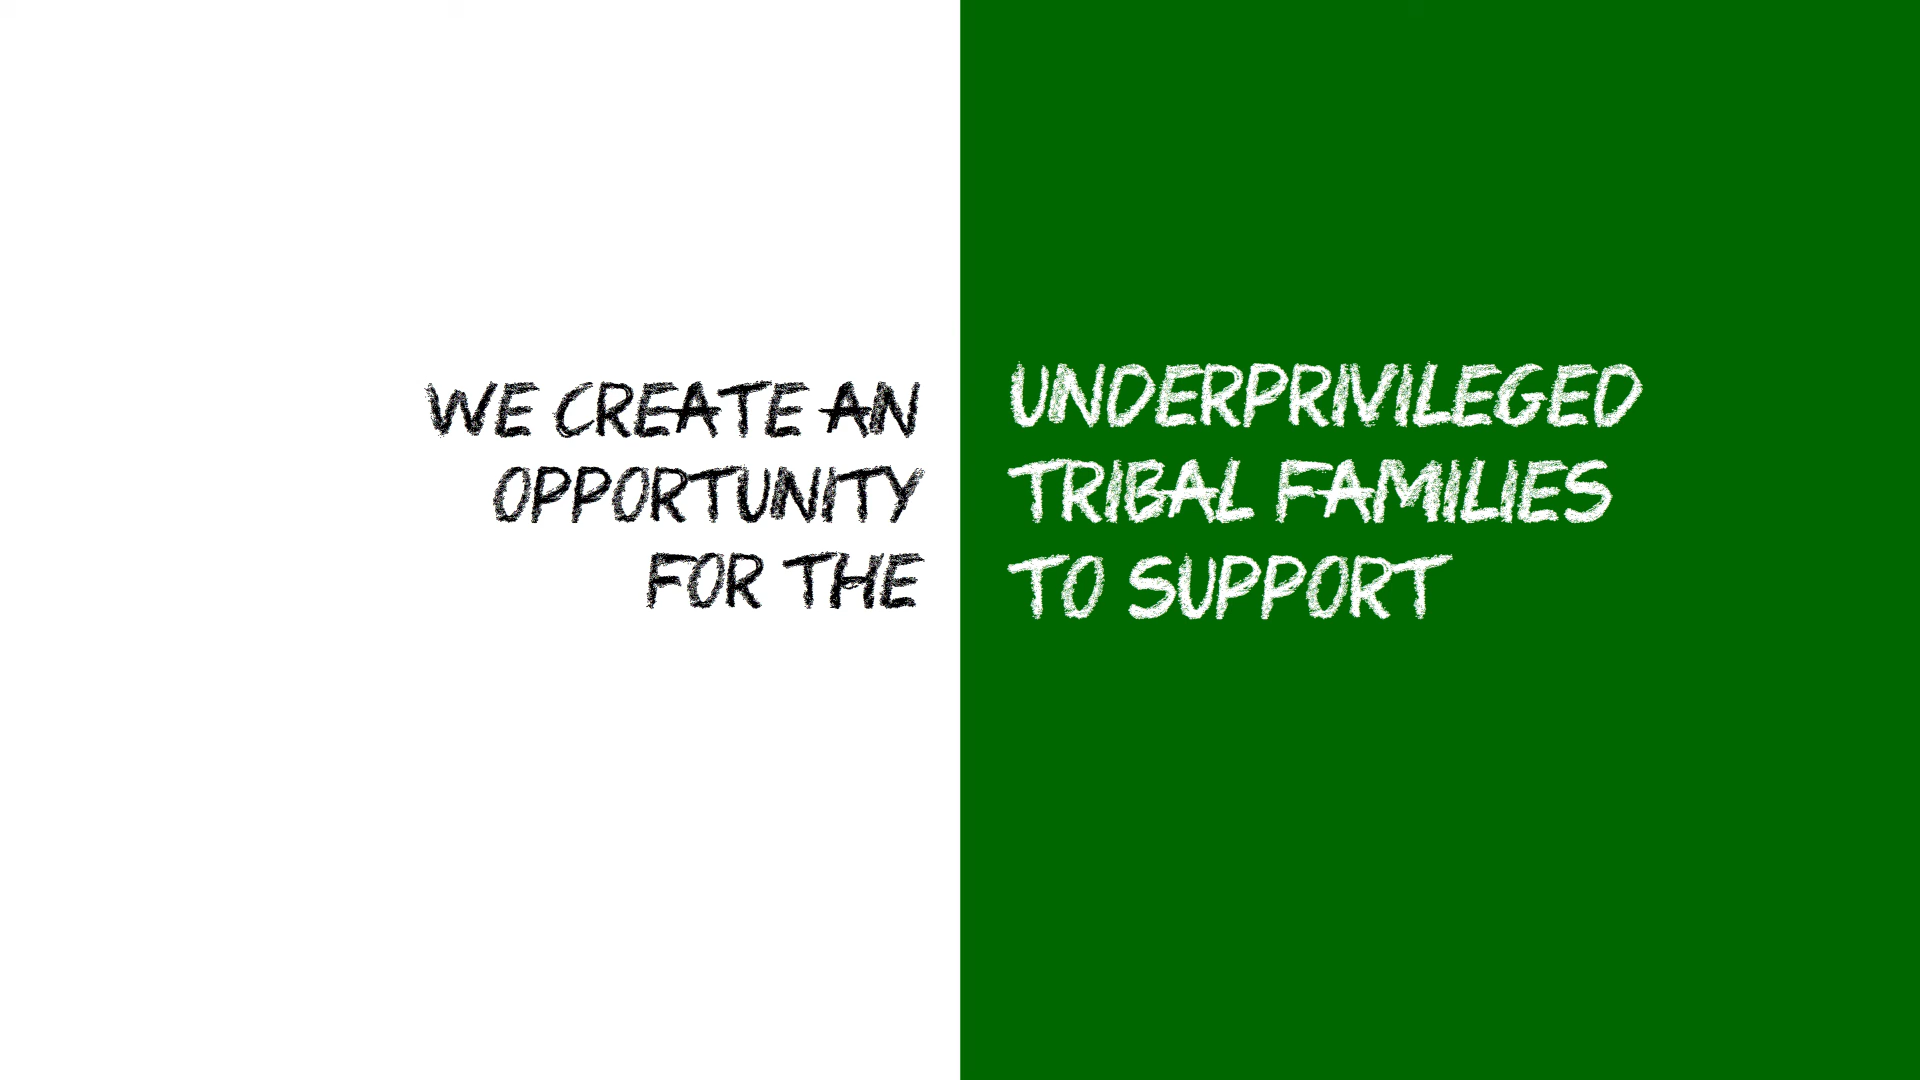 WE CREATE AN
OPPORTUNITY
FOR THE
UNDERPRIVILEGED
TRIBAL FAMILIES
TO SUPPORT